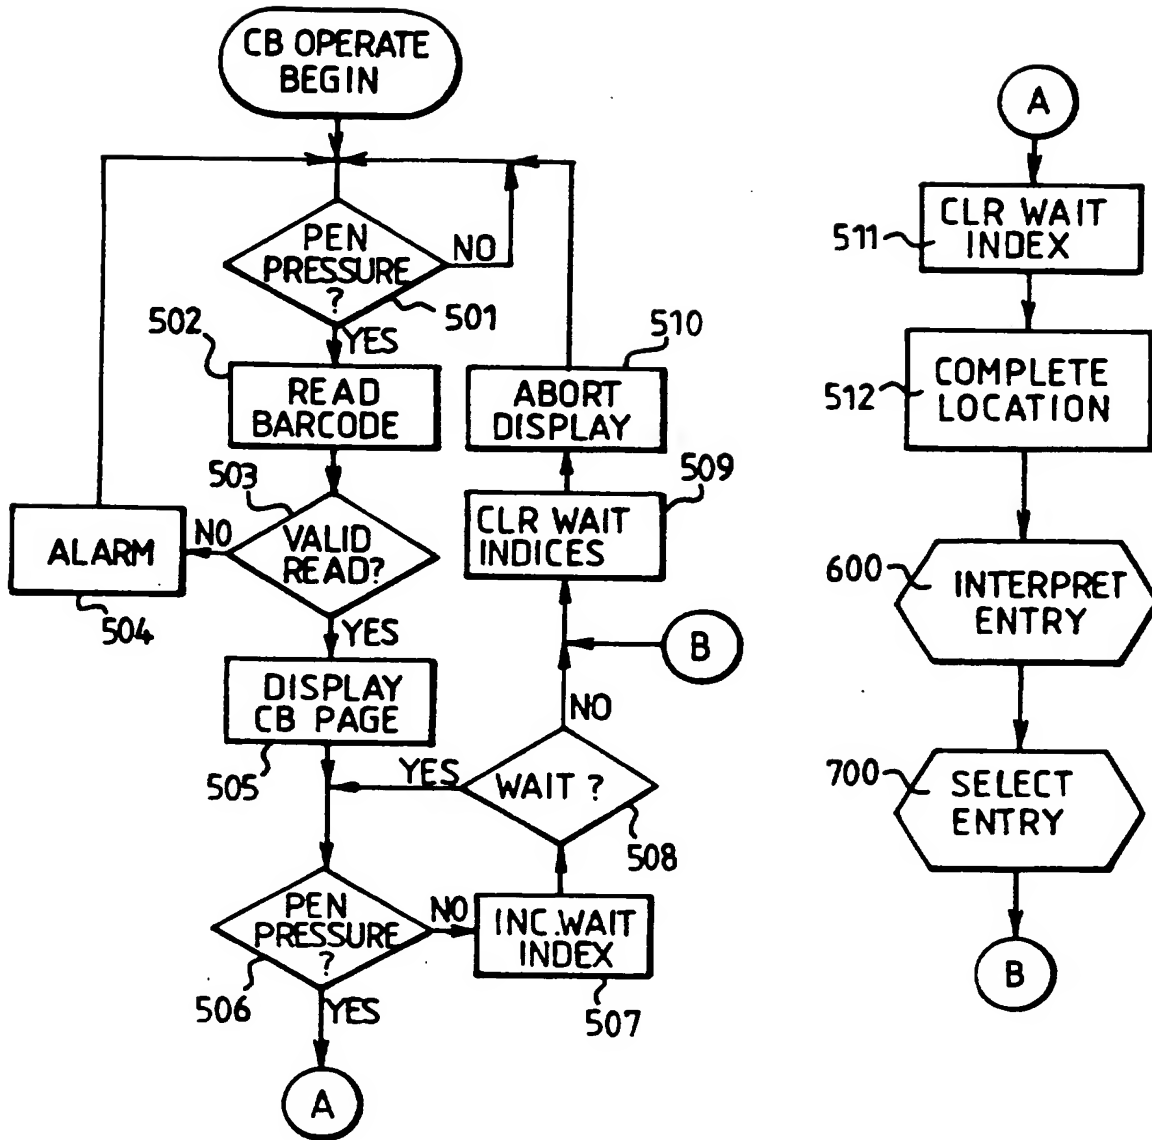 CB OPERATE
BEGIN
PEN
PRESSURE
?
NO
501
YES
502
READ
BARCODE
503
VALID
READ?
NO
ALARM
504
YES
DISPLAY
CB PAGE
505
PEN
PRESSURE
?
506
NO
YES
A
INC.WAIT
INDEX
507
WAIT ?
508
YES
NO
B
CLR WAIT
INDICES
509
ABORT
DISPLAY
510
A
CLR WAIT
INDEX
511
COMPLETE
LOCATION
512
INTERPRET
ENTRY
600
SELECT
ENTRY
700
B